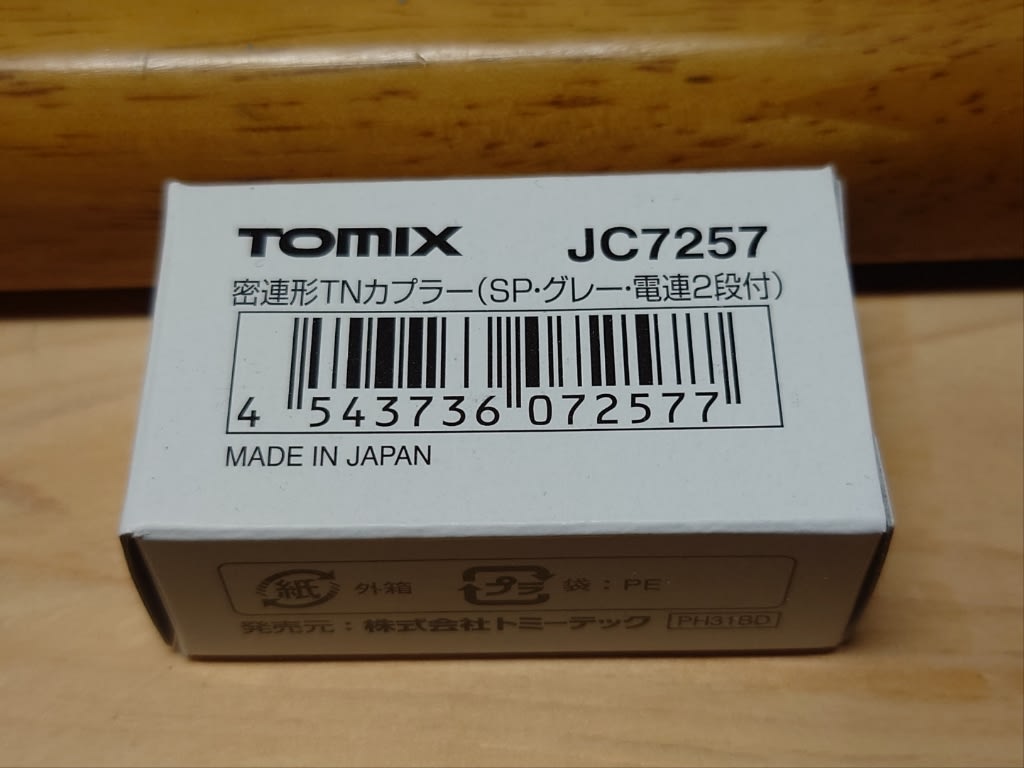 TOMIX JC7257
密連形TNカプラー(SP・グレー・電連2段付)
4 543736 072577
MADE IN JAPAN
紙 外箱 プラ 袋：PE
発売元：株式会社トミーテック PH31BD